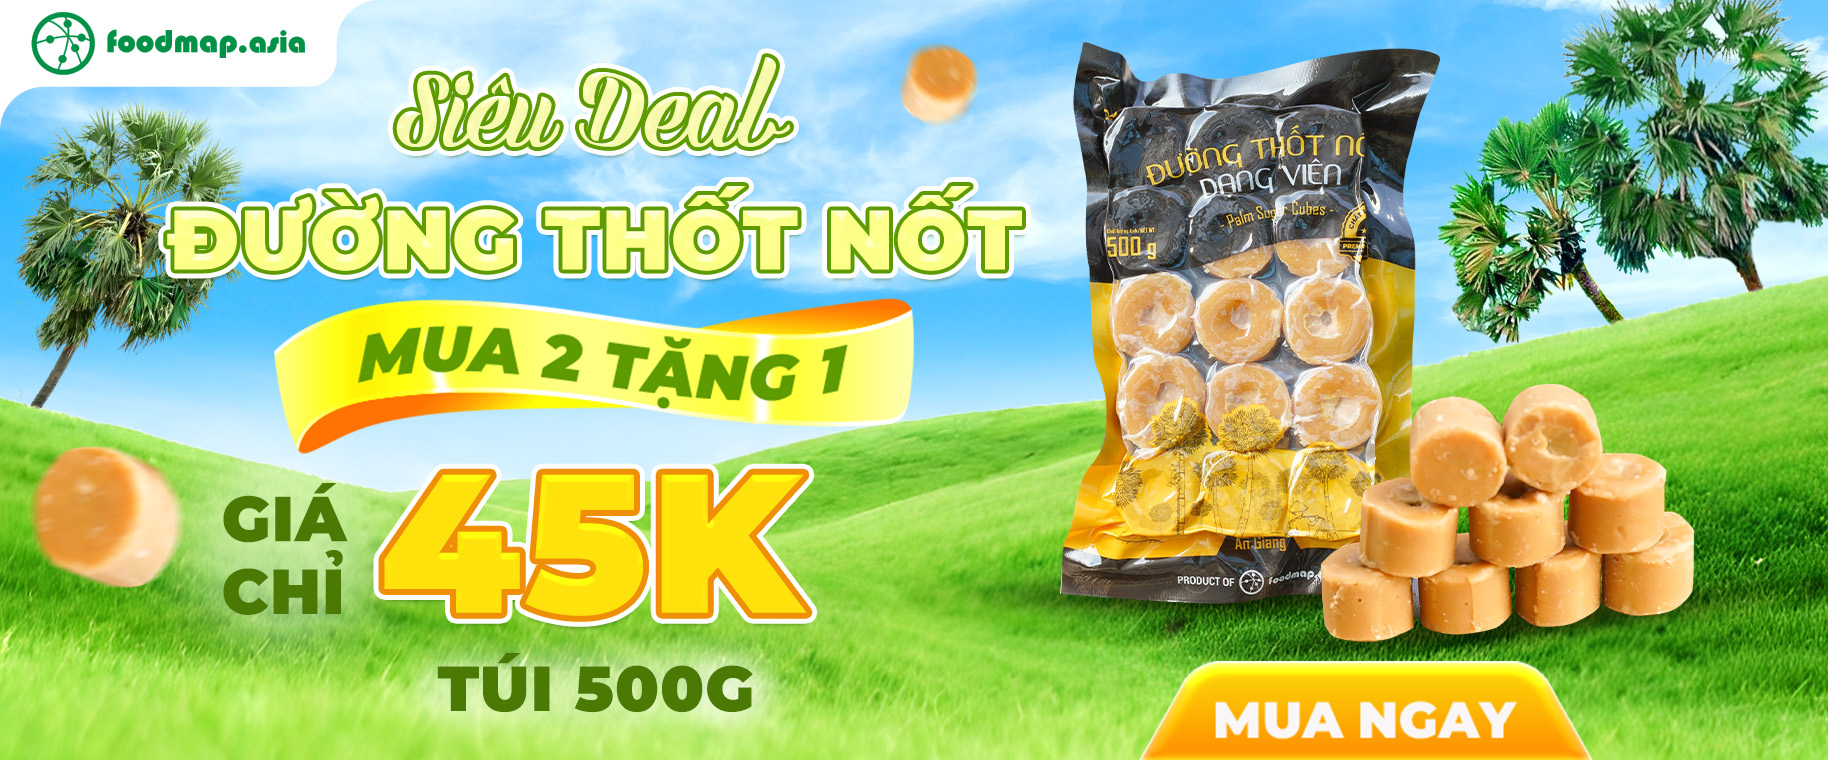 foodmap.asia
Siêu Deal
ĐƯỜNG THỐT NỐT
MUA 2 TẶNG 1
GIÁ
CHỈ
45K
TÚI 500G
ĐƯỜNG THỐT
DẠNG VIÊN
- Palm Sugar Cubes -
500 g
An Giang
PRODUCT OF foodmap
MUA NGAY